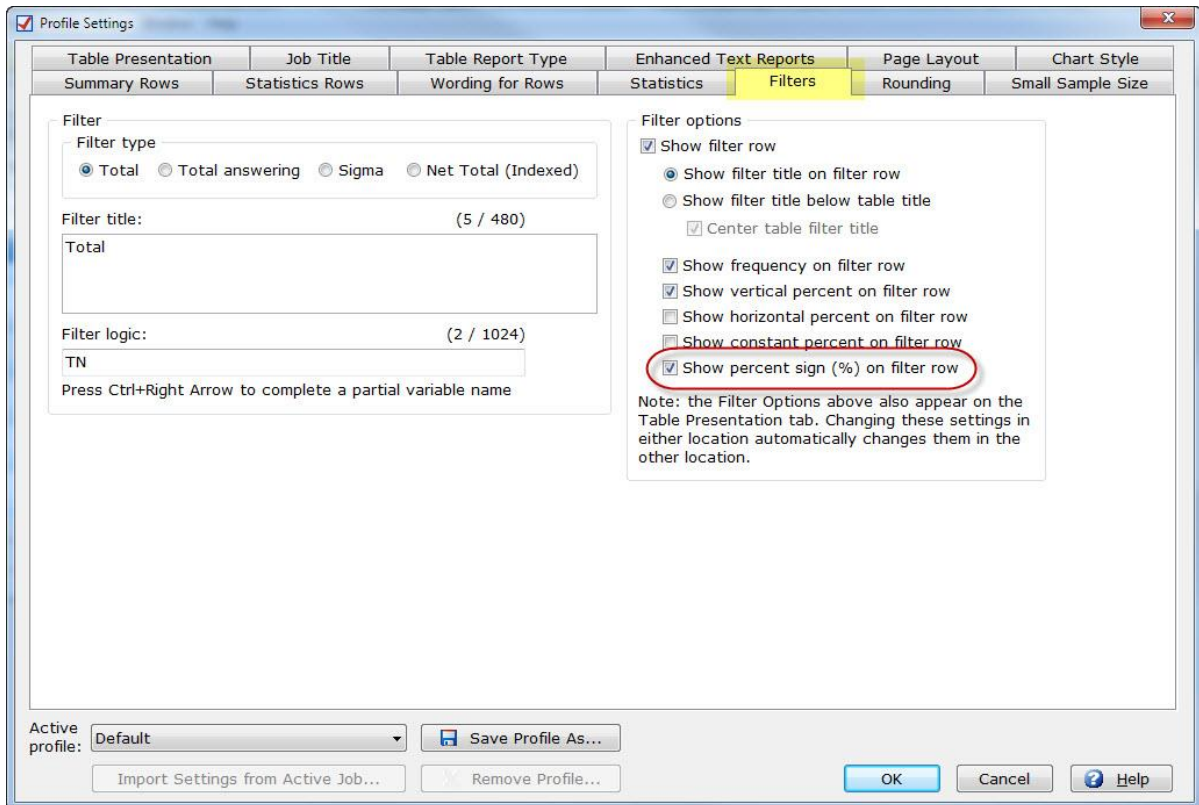 Profile Settings
Table Presentation
Job Title
Table Report Type
Enhanced Text Reports
Page Layout
Chart Style
Summary Rows
Statistics Rows
Wording for Rows
Statistics
Filters
Rounding
Small Sample Size
Filter
Filter type
Total
Total answering
Sigma
Net Total (Indexed)
Filter title:
(5 / 480)
Total
Filter logic:
(2 / 1024)
TN
Press Ctrl+Right Arrow to complete a partial variable name
Filter options
Show filter row
Show filter title on filter row
Show filter title below table title
Center table filter title
Show frequency on filter row
Show vertical percent on filter row
Show horizontal percent on filter row
Show constant percent on filter row
Show percent sign (%) on filter row
Note: the Filter Options above also appear on the
Table Presentation tab. Changing these settings in
either location automatically changes them in the
other location.
Active
profile:
Default
Save Profile As...
Import Settings from Active Job...
Remove Profile...
OK
Cancel
Help